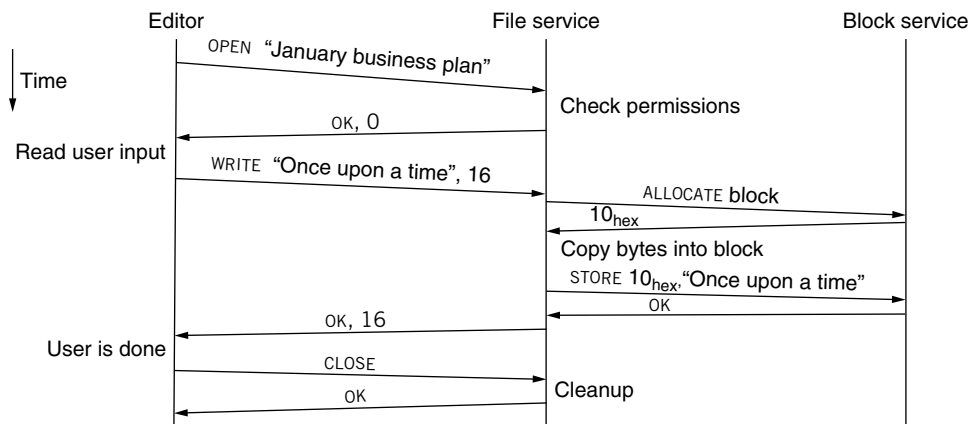 Editor File service Block service
OPEN “January business plan”
Time
Check permissions
OK, 0
Read user input
WRITE “Once upon a time”, 16
ALLOCATE block
10hex
Copy bytes into block
STORE 10hex,“Once upon a time”
OK
OK, 16
User is done
CLOSE
Cleanup
OK